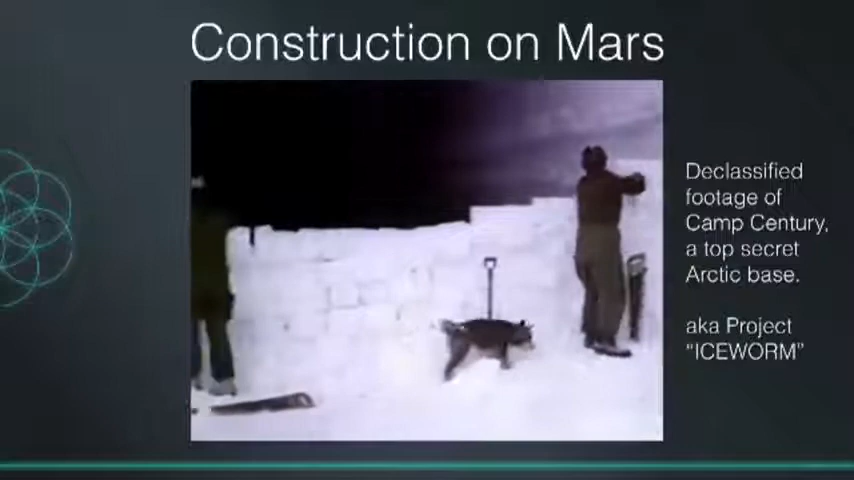 Construction on Mars
Declassified
footage of
Camp Century,
a top secret
Arctic base.
aka Project
“ICEWORM”